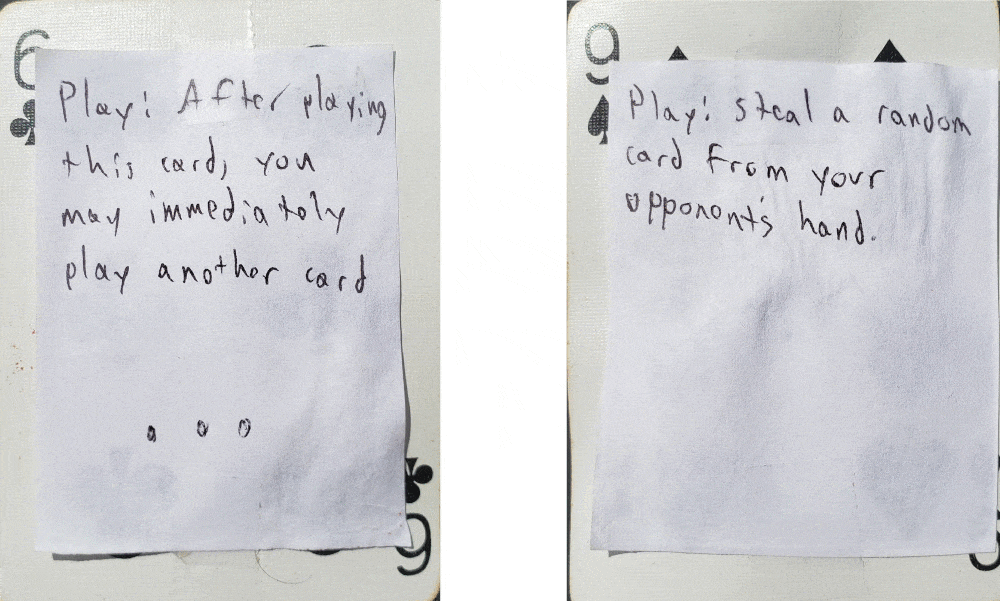 6
Play: After playing
this card, you
may immediately
play another card
...
6
9
Play: steal a random
card from your
opponent's hand.